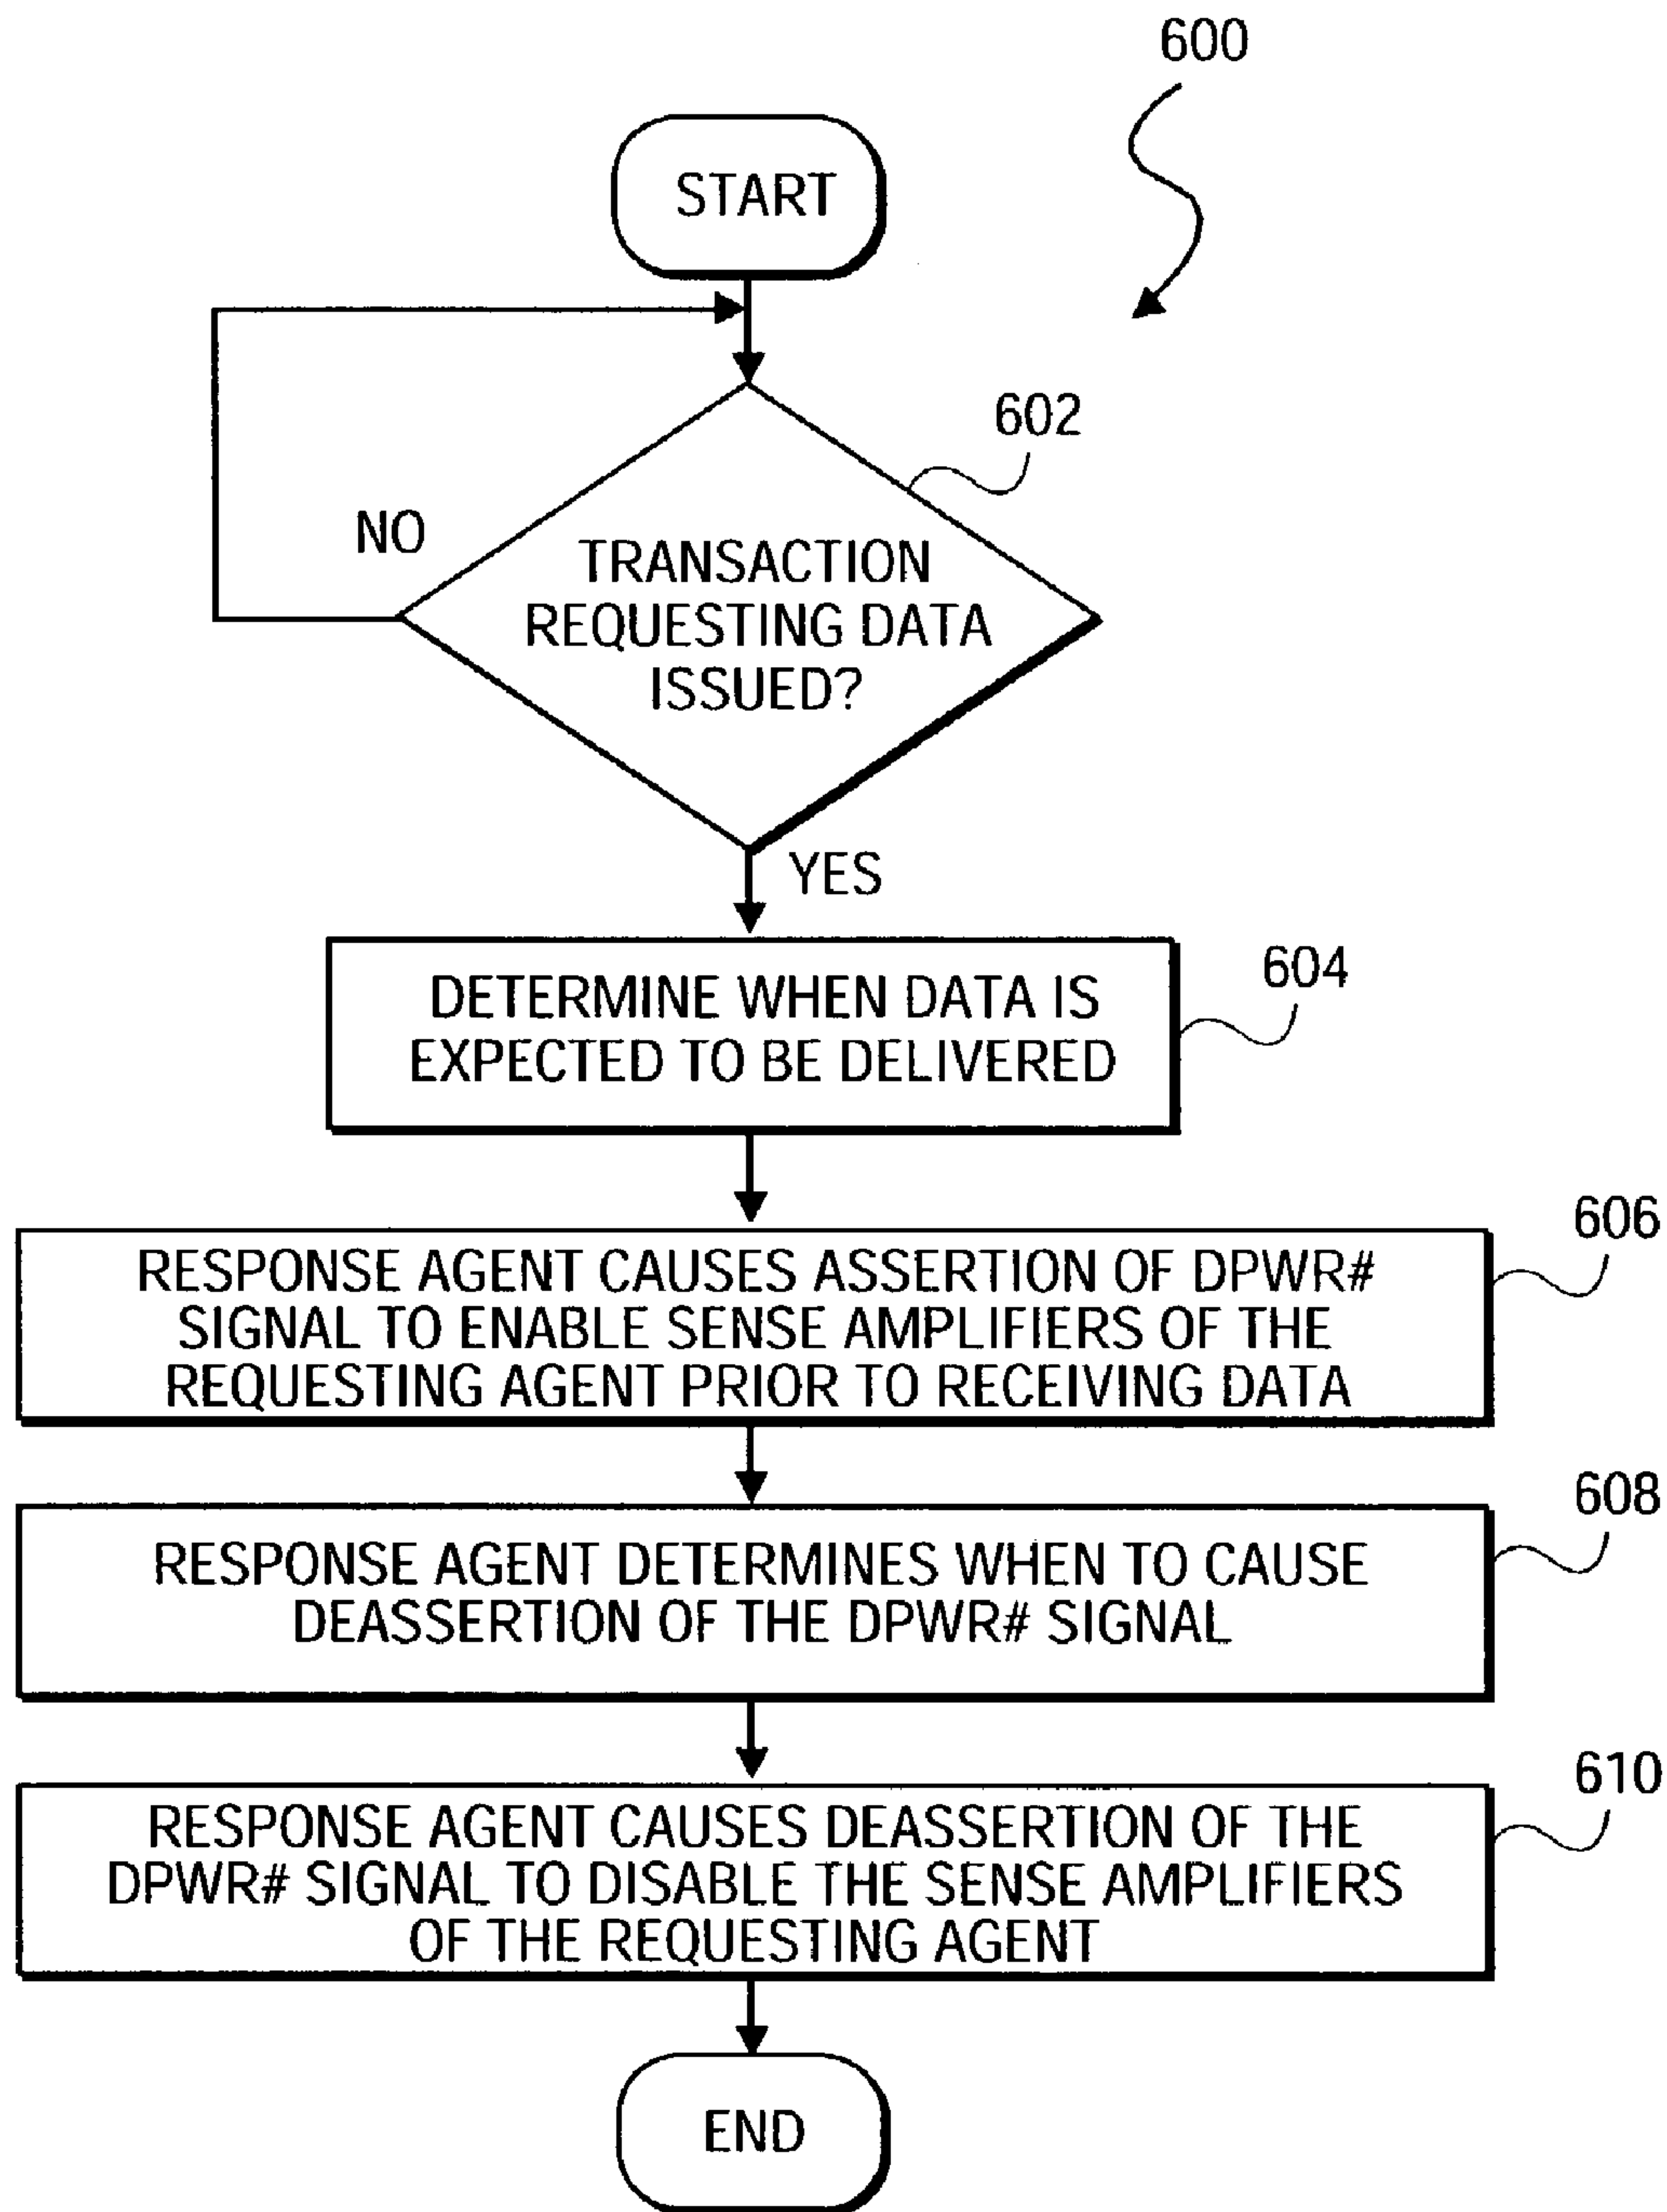 600
START
602
NO
TRANSACTION
REQUESTING DATA
ISSUED?
YES
604
DETERMINE WHEN DATA IS
EXPECTED TO BE DELIVERED
606
RESPONSE AGENT CAUSES ASSERTION OF DPWR#
SIGNAL TO ENABLE SENSE AMPLIFIERS OF THE
REQUESTING AGENT PRIOR TO RECEIVING DATA
608
RESPONSE AGENT DETERMINES WHEN TO CAUSE
DEASSERTION OF THE DPWR# SIGNAL
610
RESPONSE AGENT CAUSES DEASSERTION OF THE
DPWR# SIGNAL TO DISABLE THE SENSE AMPLIFIERS
OF THE REQUESTING AGENT
END